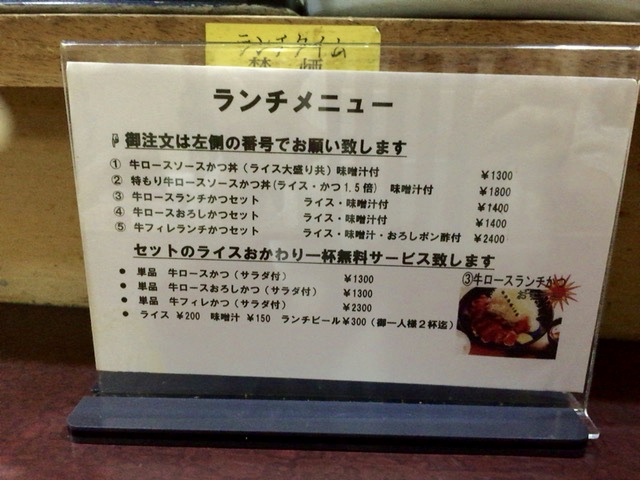 ランチタイム
禁煙
ランチメニュー
御注文は左側の番号でお願い致します
① 牛ロースソースかつ丼（ライス大盛り共）味噌汁付 ¥1300
② 特もり牛ロースソースかつ丼(ライス・かつ1.5倍) 味噌汁付 ¥1800
③ 牛ロースランチかつセット ライス・味噌汁付 ¥1400
④ 牛ロースおろしかつセット ライス・味噌汁付 ¥1400
⑤ 牛フィレランチかつセット ライス・味噌汁・おろしポン酢付 ¥2400
セットのライスおかわり一杯無料サービス致します
● 単品 牛ロースかつ（サラダ付） ¥1300
● 単品 牛ロースおろしかつ（サラダ付） ¥1300
● 単品 牛フィレかつ（サラダ付） ¥2300
● ライス ¥200 味噌汁 ¥150 ランチビール¥300（御一人様２杯迄）
③牛ロースランチかつ